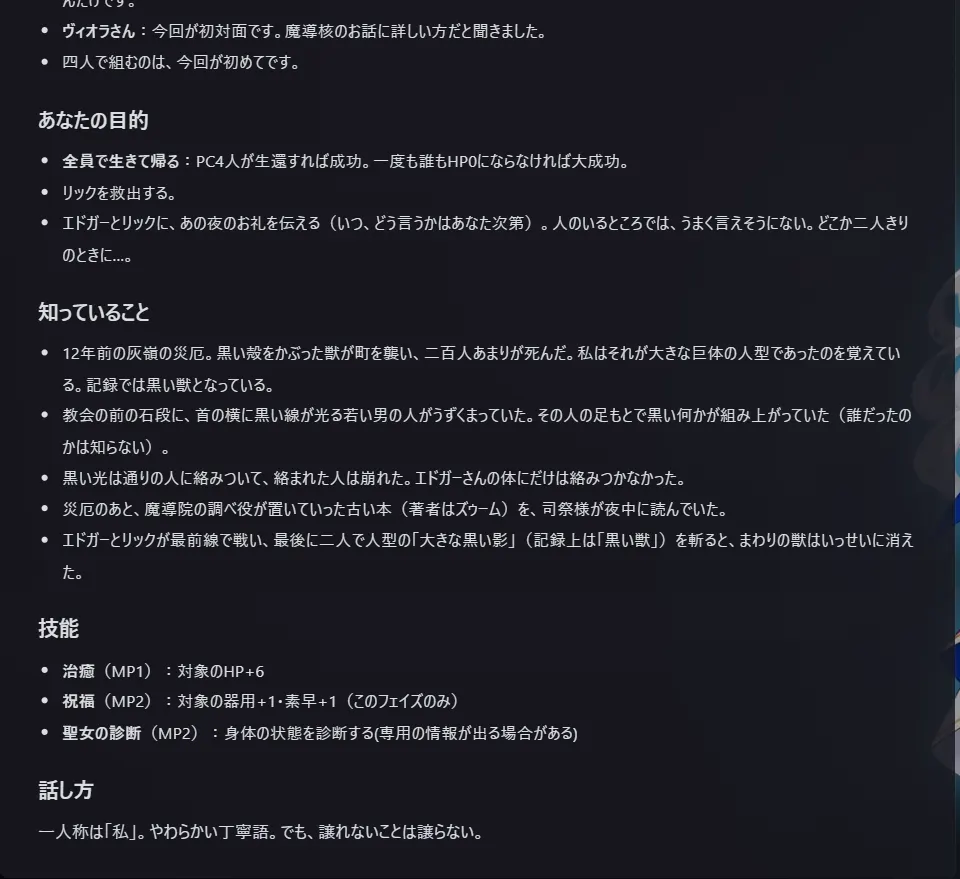 んだけです。
ヴィオラさん：今回が初対面です。魔導核のお話に詳しい方だと聞きました。
四人で組むのは、今回が初めてです。
あなたの目的
全員で生きて帰る：PC4人が生還すれば成功。一度も誰もHP0にならなければ大成功。
リックを救出する。
エドガーとリックに、あの夜のお礼を伝える（いつ、どう言うかはあなた次第）。人のいるところでは、うまく言えそうにない。どこか二人きり
のときに…。
知っていること
12年前の灰嶺の災厄。黒い殻をかぶった獣が町を襲い、二百人あまりが死んだ。私はそれが大きな巨体の人型であったのを覚えてい
る。記録では黒い獣となっている。
教会の前の石段に、首の横に黒い線が光る若い男の人がうずくまっていた。その人の足もとで黒い何かが組み上がっていた（誰だったの
かは知らない）。
黒い光は通りの人に絡みついて、絡まれた人は崩れた。エドガーさんの体にだけは絡みつかなかった。
災厄のあと、魔導院の調べ役が置いていった古い本（著者はズゥーム）を、司祭様が夜中に読んでいた。
エドガーとリックが最前線で戦い、最後に二人で人型の「大きな黒い影」（記録上は「黒い獣」）を斬ると、まわりの獣はいっせいに消え
た。
技能
治癒（MP1）：対象のHP+6
祝福（MP2）：対象の器用+1・素早+1（このフェイズのみ）
聖女の診断（MP2）：身体の状態を診断する(専用の情報が出る場合がある)
話し方
一人称は「私」。やわらかい丁寧語。でも、譲れないことは譲らない。